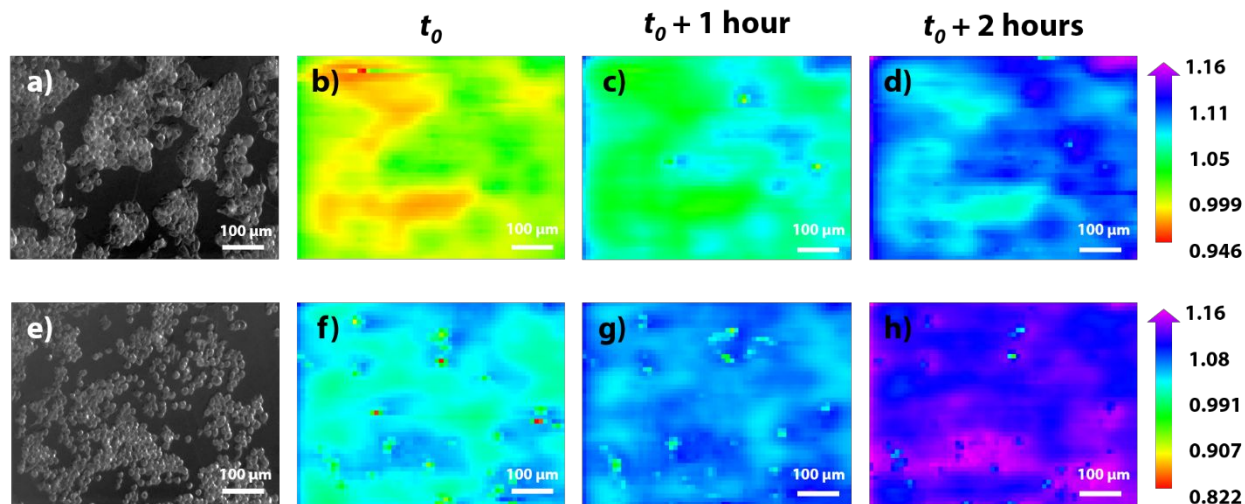 t₀
t₀ + 1 hour
t₀ + 2 hours
a)
b)
c)
d)
100 µm
100 µm
100 µm
100 µm
1.16
1.11
1.05
0.999
0.946
e)
f)
g)
h)
100 µm
100 µm
100 µm
100 µm
1.16
1.08
0.991
0.907
0.822